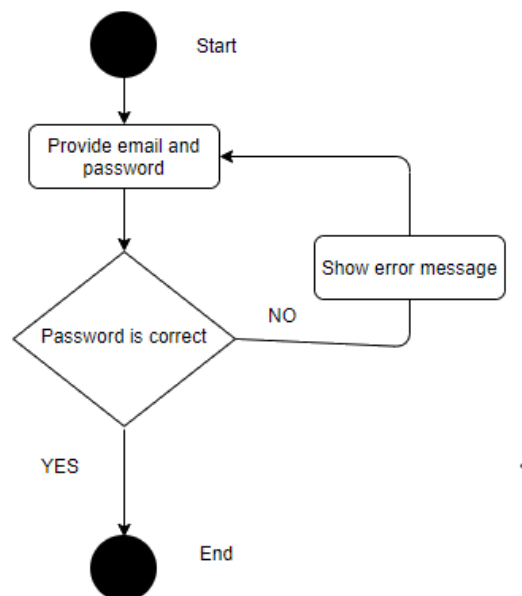 Start
Provide email and
password
Show error message
Password is correct
NO
YES
End